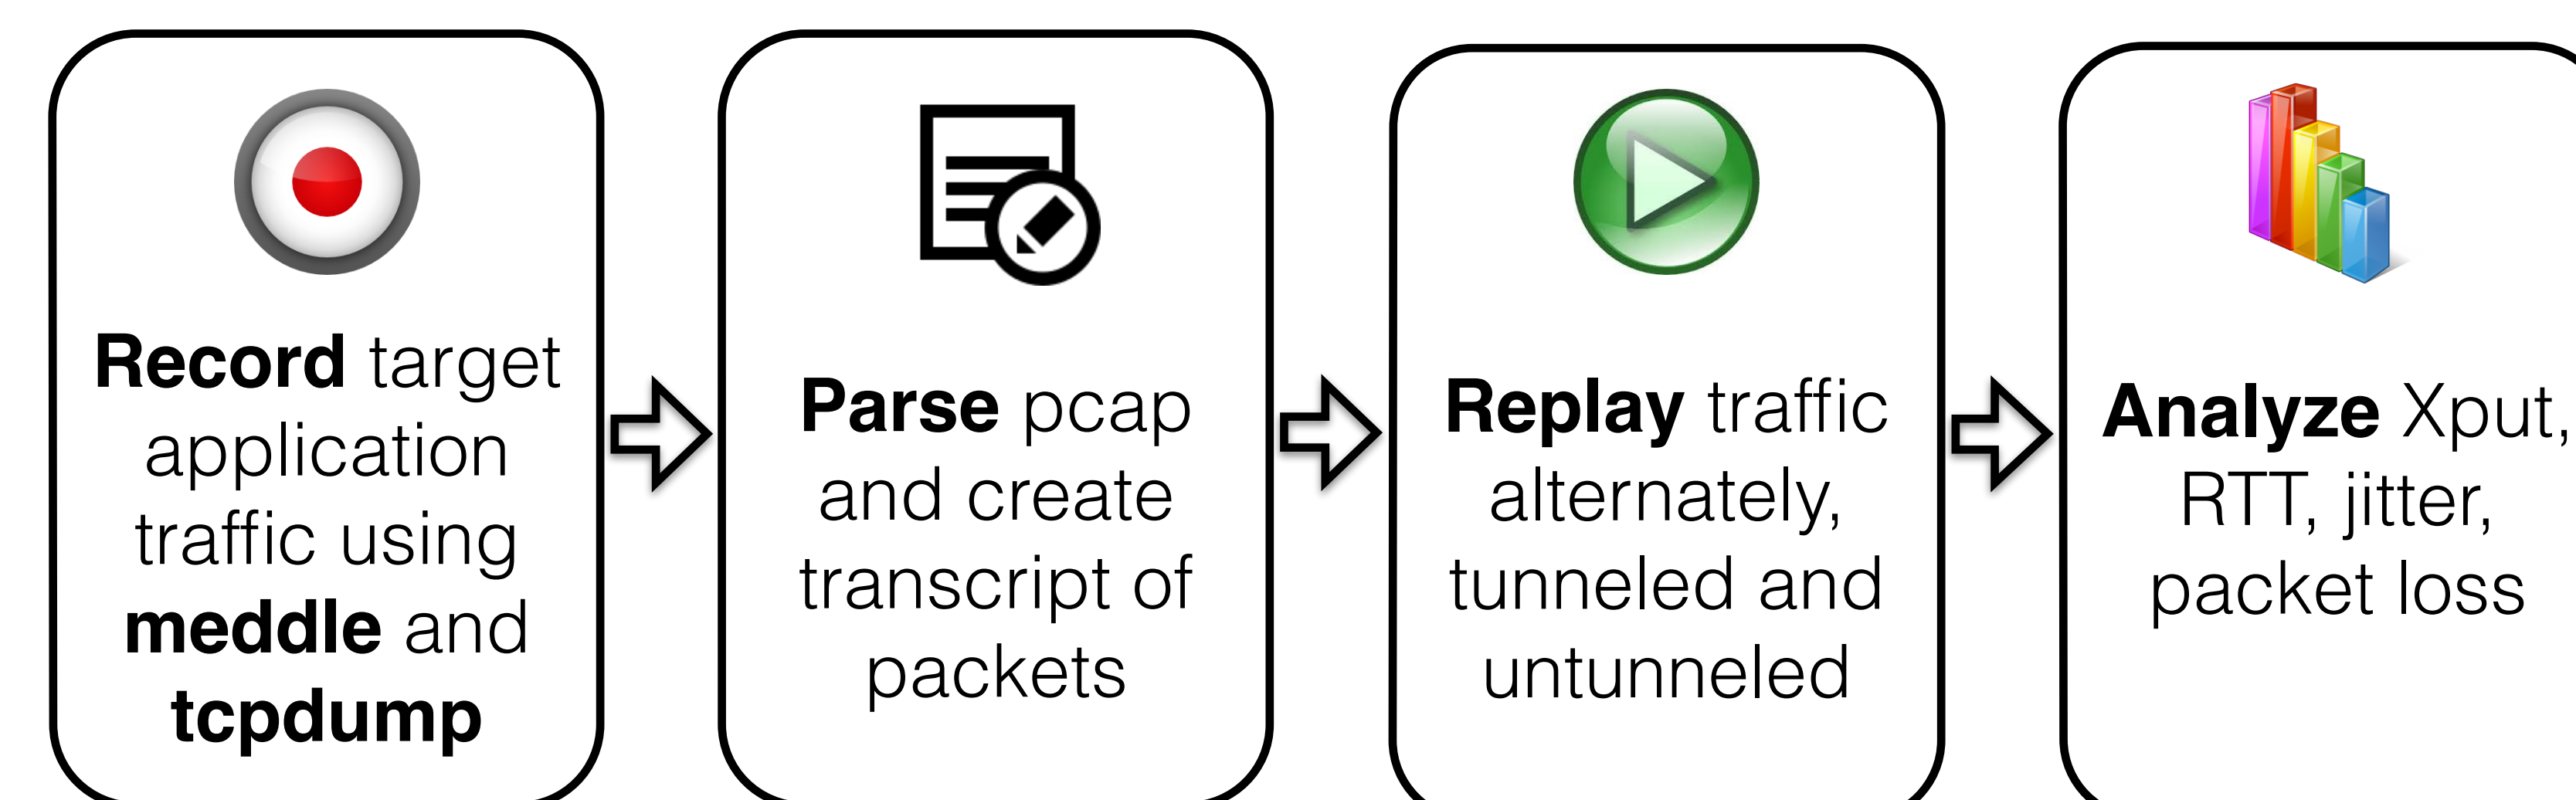 Record target
application
traffic using
meddle and
tcpdump
Parse pcap
and create
transcript of
packets
Replay traffic
alternately,
tunneled and
untunneled
Analyze Xput,
RTT, jitter,
packet loss